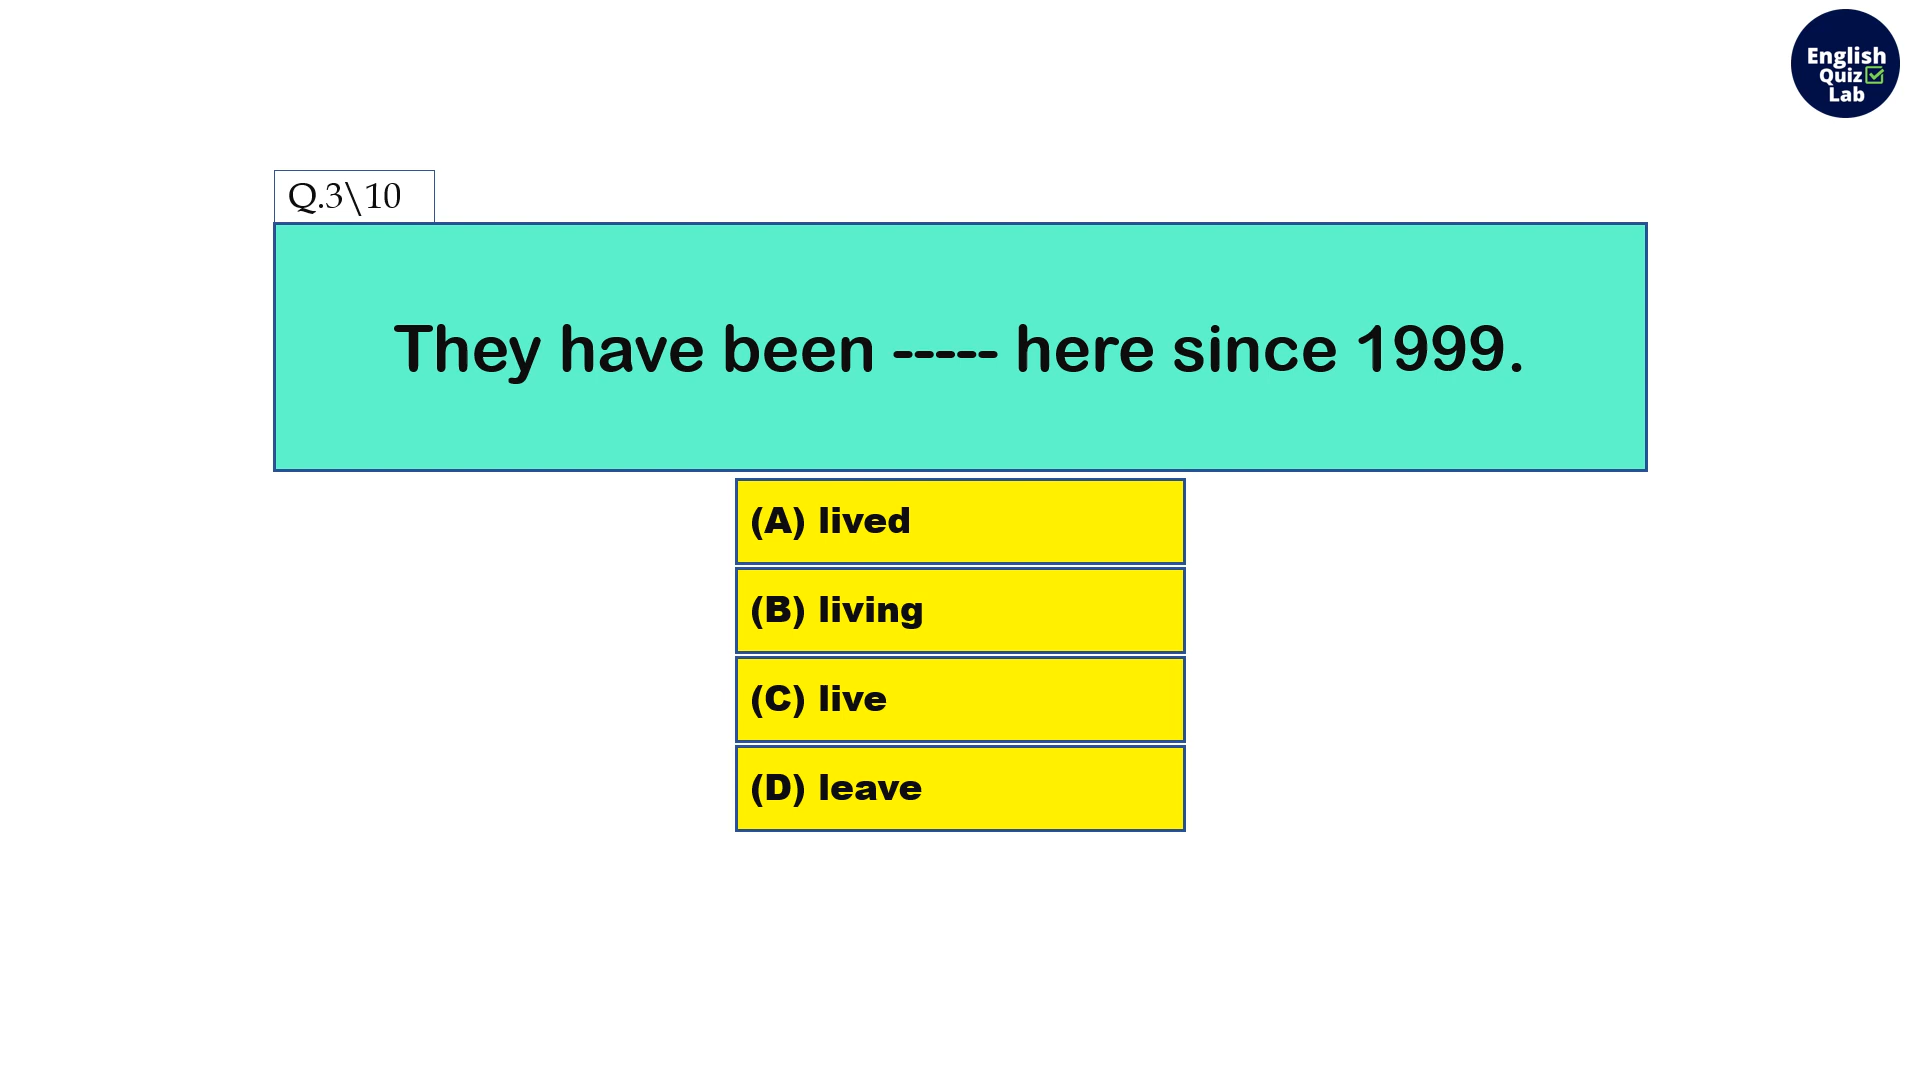 English
Quiz
Lab
Q.3\10
They have been ----- here since 1999.
(A) lived
(B) living
(C) live
(D) leave